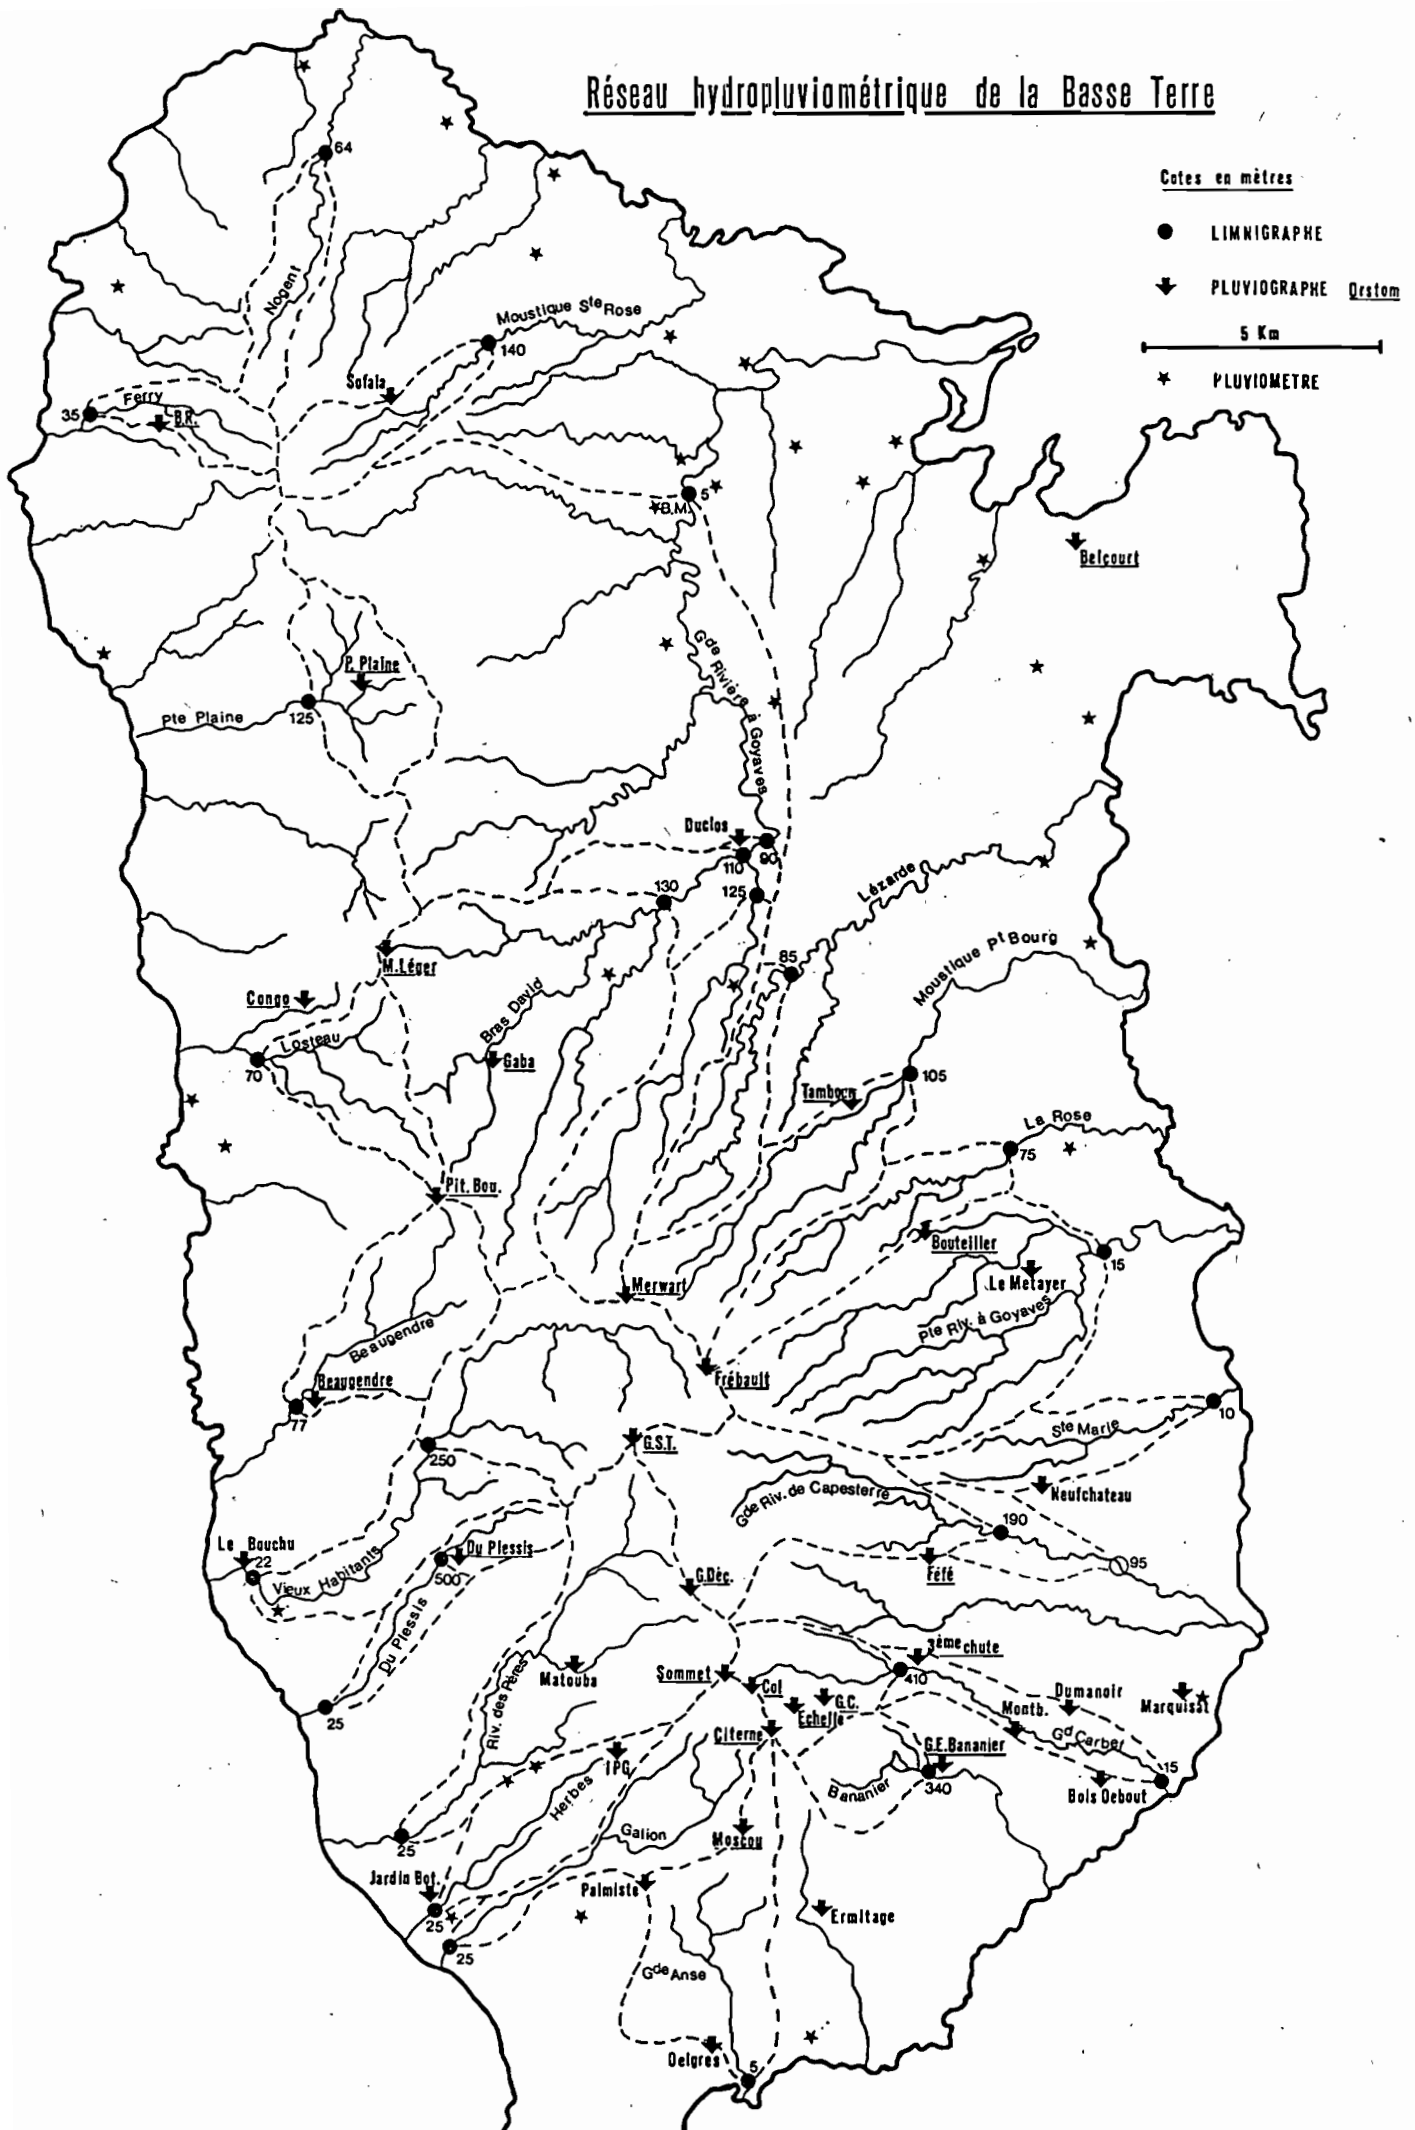 Réseau hydropluviométrique de la Basse Terre
Cotes en mètres
LIMNIGRAPHE
PLUVIOGRAPHE Orstom
5 Km
PLUVIOMETRE
64
Nogent
Moustique Ste Rose
140
Sofaia
Ferry
35
B.R.
5
B.M.
Belcourt
Gde Rivière à Goyaves
P. Plaine
Pte Plaine
125
Duclos
90
110
130
125
Lézarde
85
Moustique Pt Bourg
M.Léger
Congo
Losteau
70
Bras David
Gaba
105
Tambour
La Rose
75
Pit. Bou.
Bouteiller
15
Le Metayer
Merwart
Pte Riv. à Goyaves
Beaugendre
Frébault
Beaugendre
77
10
Ste Marie
G.S.T.
250
Neufchateau
Gde Riv. de Capesterre
190
Le Bouchu
22
Vieux Habitants
Du Plessis
500
95
Féfé
G.Déc.
Du Plessis
3ème chute
410
Matouba
Sommet
Col
G.C.
Echelle
Dumanoir
Marquisat
Montb.
Gd Carbet
25
Riv. des Pères
Citerne
G.E.Bananier
IPG
15
Bananier
340
Bois Debout
Herbes
Galion
Moscou
25
Jardin Bot.
Palmiste
25
Ermitage
25
Gde Anse
Delgres
5